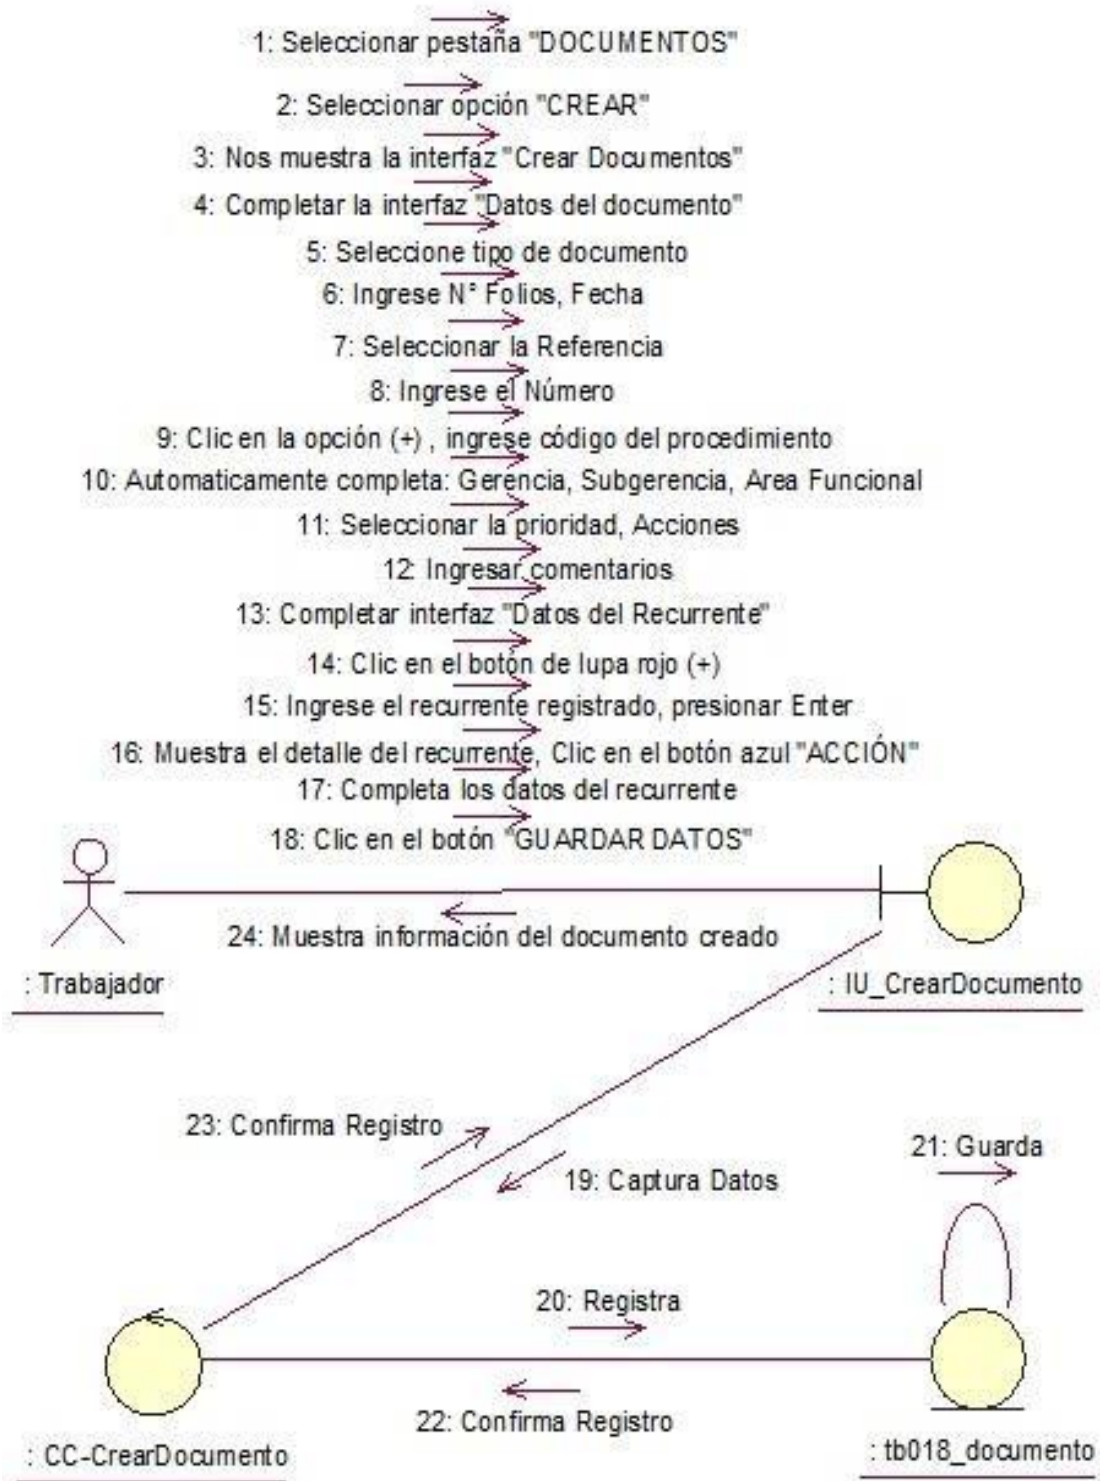 1: Seleccionar pestaña "DOCUMENTOS"
2: Seleccionar opción "CREAR"
3: Nos muestra la interfaz "Crear Documentos"
4: Completar la interfaz "Datos del documento"
5: Seleccione tipo de documento
6: Ingrese N° Folios, Fecha
7: Seleccionar la Referencia
8: Ingrese el Número
9: Clic en la opción (+) , ingrese código del procedimiento
10: Automaticamente completa: Gerencia, Subgerencia, Area Funcional
11: Seleccionar la prioridad, Acciones
12: Ingresar comentarios
13: Completar interfaz "Datos del Recurrente"
14: Clic en el botón de lupa rojo (+)
15: Ingrese el recurrente registrado, presionar Enter
16: Muestra el detalle del recurrente, Clic en el botón azul "ACCIÓN"
17: Completa los datos del recurrente
18: Clic en el botón "GUARDAR DATOS"
24: Muestra información del documento creado
: Trabajador
: IU_CrearDocumento
23: Confirma Registro
21: Guarda
19: Captura Datos
20: Registra
22: Confirma Registro
: CC-CrearDocumento
: tb018_documento